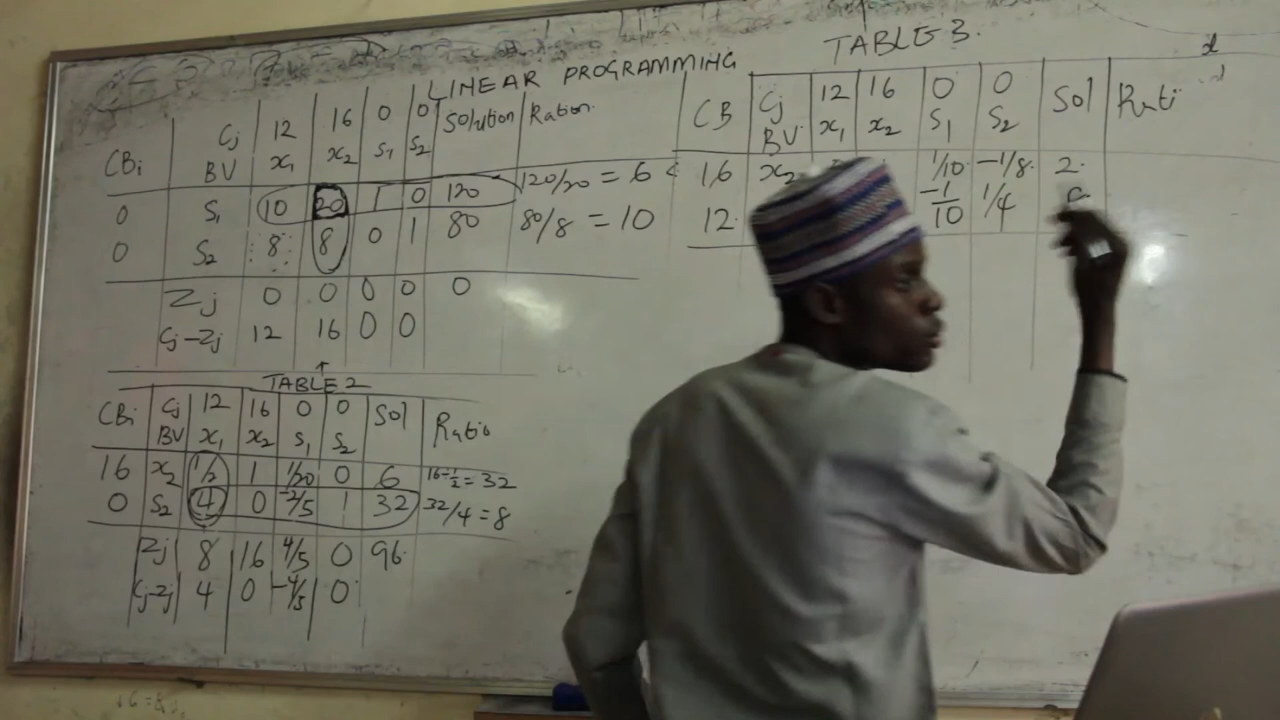 LINEAR PROGRAMMING
CBi Cj 12 16 0 0 Solution Ration
BV x₁ x₂ S₁ S₂
0 S₁ 10 20 1 0 120 120/20 = 6
0 S₂ 8 8 0 1 80 80/8 = 10
Zj 0 0 0 0 0
Cj-Zj 12 16 0 0
TABLE 2
CBi Cj 12 16 0 0 Sol Ratio
BV x₁ x₂ S₁ S₂
16 x₂ 1/2 1 1/20 0 6 = 32
0 S₂ 4 0 -2/5 1 32 32/4 = 8
Zj 8 16 4/5 0 96
Cj-Zj 4 0 -4/5 0
TABLE 3.
CB Cj 12 16 0 0 Sol Rati
BV x₁ x₂ S₁ S₂
16 x₂ 1/10 -1/8 2
12 -1/10 1/4